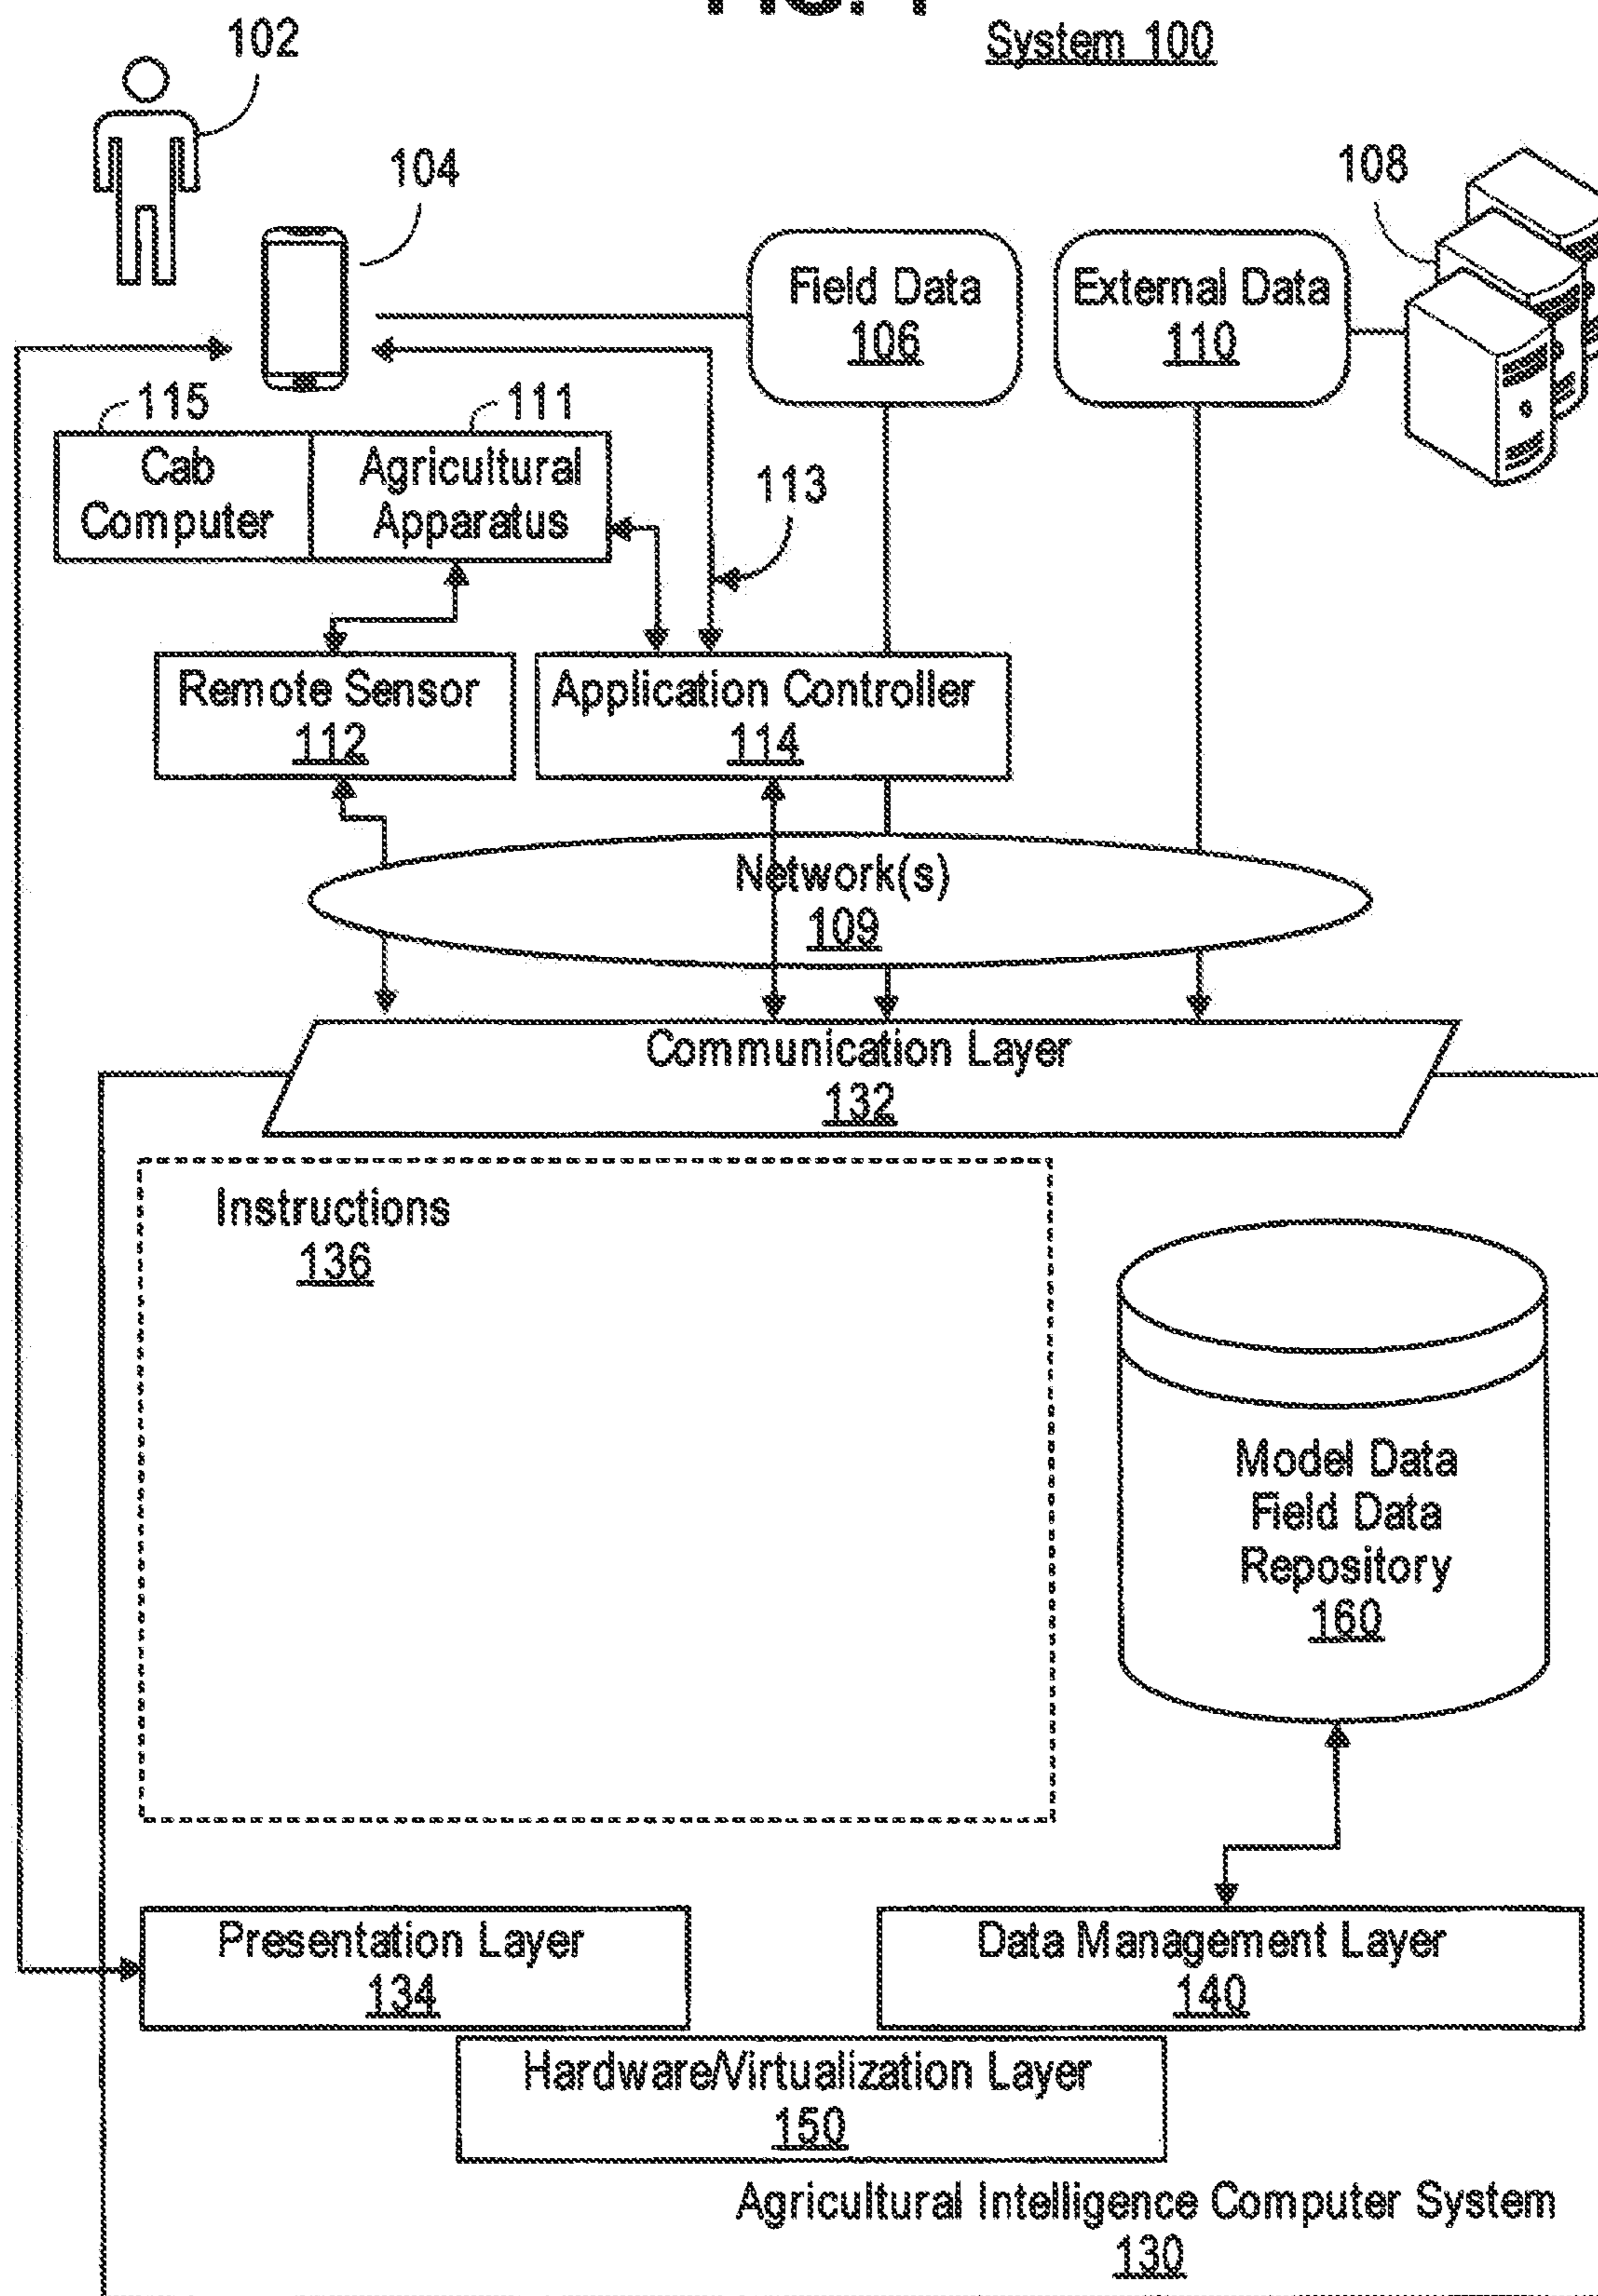 FIG. 1
System 100
102
104
108
Field Data
106
External Data
110
115
111
Cab
Computer
Agricultural
Apparatus
113
Remote Sensor
112
Application Controller
114
Network(s)
109
Communication Layer
132
Instructions
136
Model Data
Field Data
Repository
160
Presentation Layer
134
Data Management Layer
140
Hardware/Virtualization Layer
150
Agricultural Intelligence Computer System
130